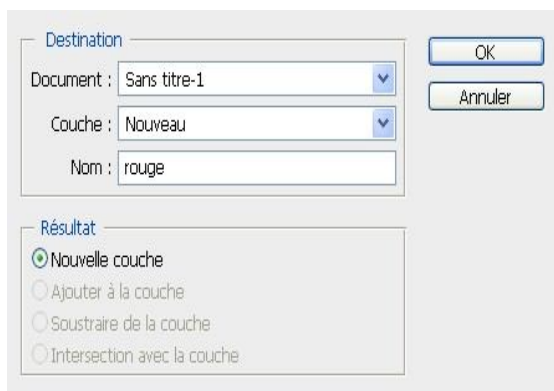 Destination
Document : Sans titre-1
Couche : Nouveau
Nom : rouge
OK
Annuler
Résultat
Nouvelle couche
Ajouter à la couche
Soustraire de la couche
Intersection avec la couche